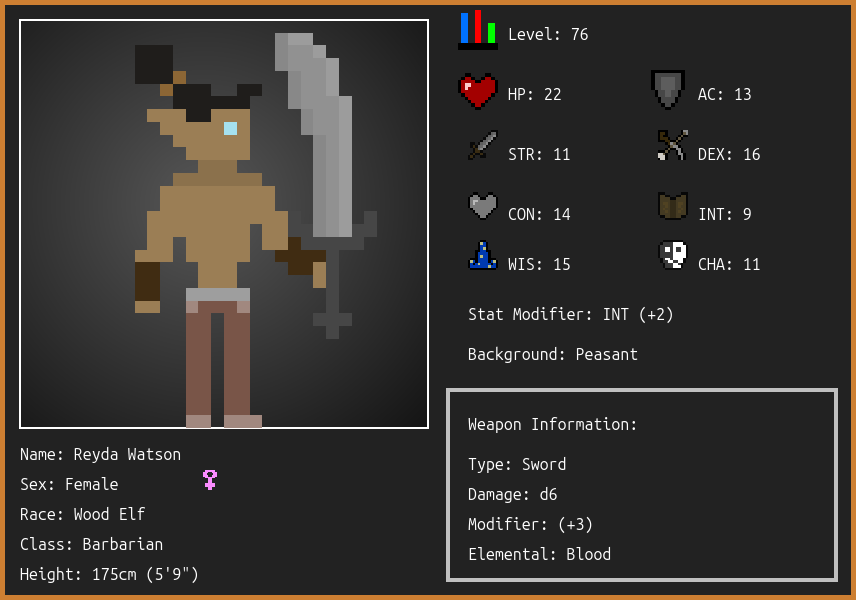 Level: 76
HP: 22
AC: 13
STR: 11
DEX: 16
CON: 14
INT: 9
WIS: 15
CHA: 11
Stat Modifier: INT (+2)
Background: Peasant
Weapon Information:
Type: Sword
Damage: d6
Modifier: (+3)
Elemental: Blood
Name: Reyda Watson
Sex: Female
Race: Wood Elf
Class: Barbarian
Height: 175cm (5'9")